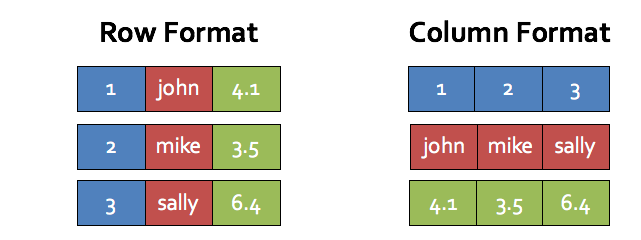 Row Format
1 john 4.1
2 mike 3.5
3 sally 6.4
Column Format
1 2 3
john mike sally
4.1 3.5 6.4